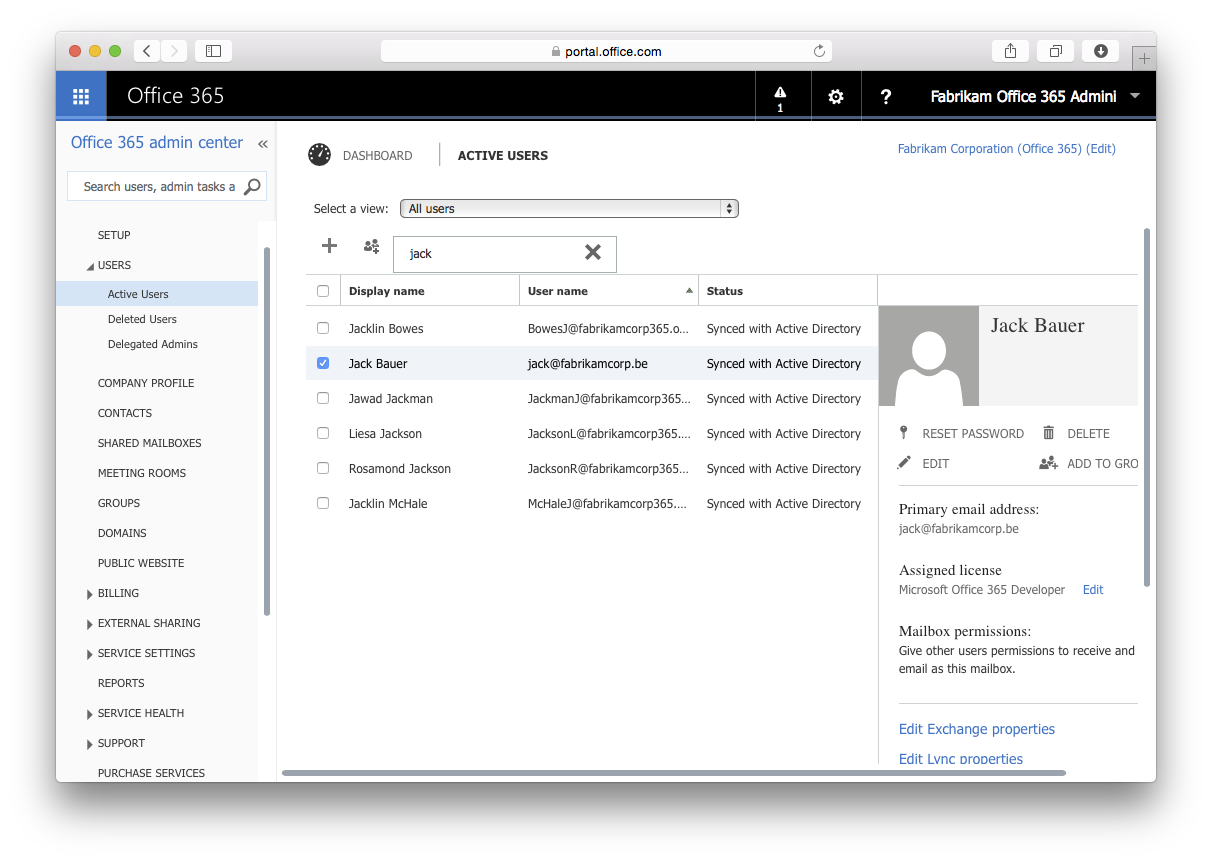 portal.office.com
Office 365
1
?
Fabrikam Office 365 Admini
Office 365 admin center «
Search users, admin tasks a
SETUP
USERS
Active Users
Deleted Users
Delegated Admins
COMPANY PROFILE
CONTACTS
SHARED MAILBOXES
MEETING ROOMS
GROUPS
DOMAINS
PUBLIC WEBSITE
BILLING
EXTERNAL SHARING
SERVICE SETTINGS
REPORTS
SERVICE HEALTH
SUPPORT
PURCHASE SERVICES
DASHBOARD
ACTIVE USERS
Fabrikam Corporation (Office 365) (Edit)
Select a view: All users
jack
Display name User name Status
Jacklin Bowes BowesJ@fabrikamcorp365.o... Synced with Active Directory
Jack Bauer jack@fabrikamcorp.be Synced with Active Directory
Jawad Jackman JackmanJ@fabrikamcorp365... Synced with Active Directory
Liesa Jackson JacksonL@fabrikamcorp365.... Synced with Active Directory
Rosamond Jackson JacksonR@fabrikamcorp365.... Synced with Active Directory
Jacklin McHale McHaleJ@fabrikamcorp365.... Synced with Active Directory
Jack Bauer
RESET PASSWORD DELETE
EDIT ADD TO GRO
Primary email address:
jack@fabrikamcorp.be
Assigned license
Microsoft Office 365 Developer Edit
Mailbox permissions:
Give other users permissions to receive and
email as this mailbox.
Edit Exchange properties
Edit Lync properties